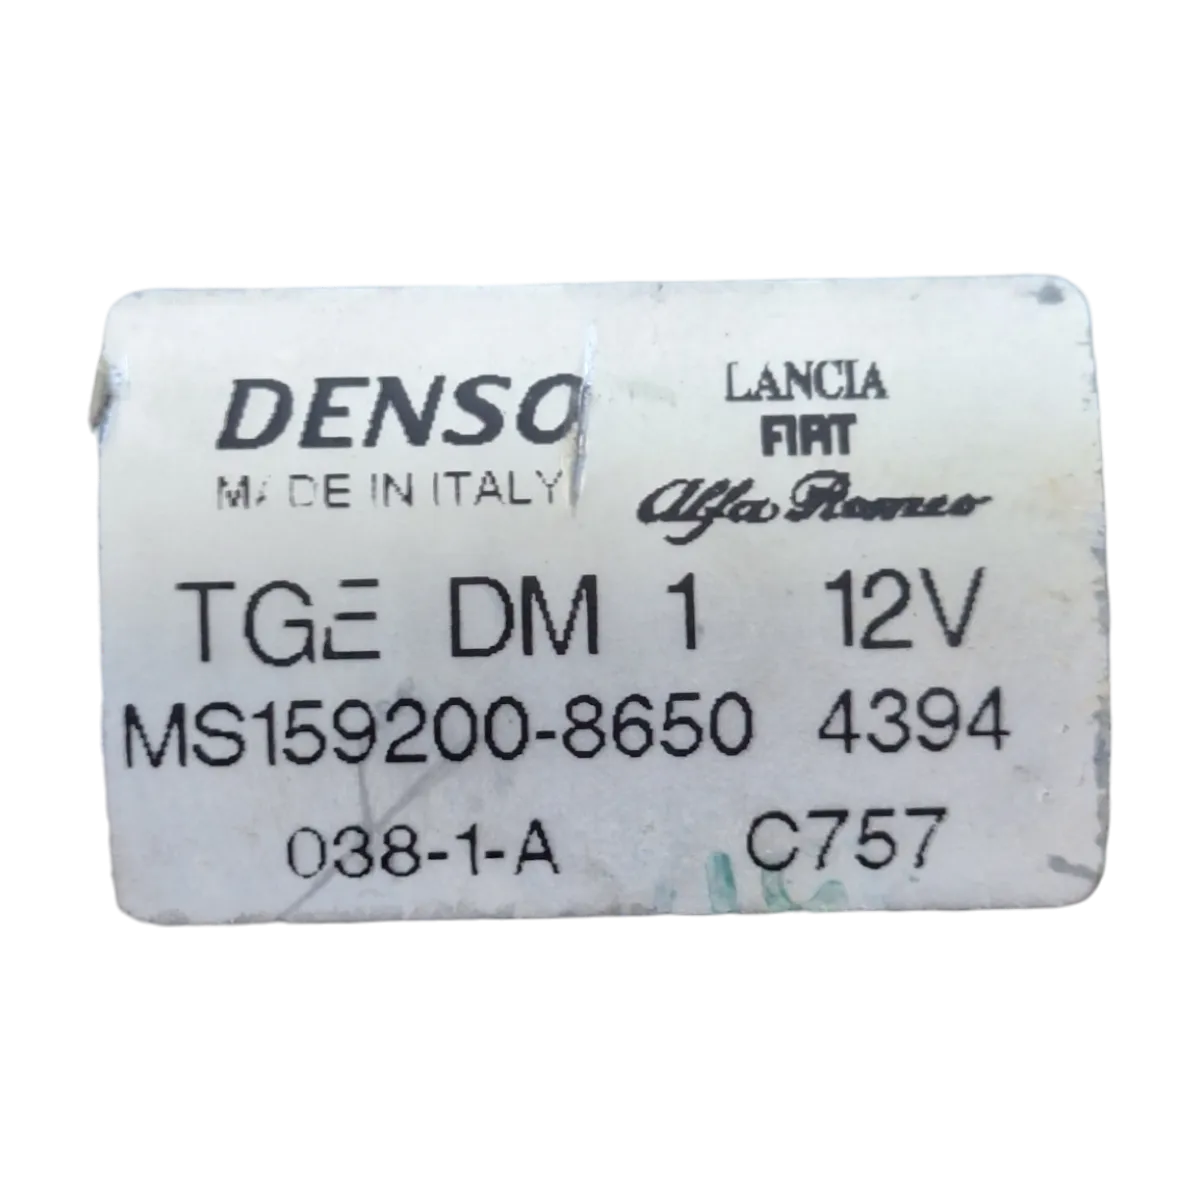 DENSO
MADE IN ITALY
LANCIA
FIAT
Alfa Romeo
TGE DM 1 12V
MS159200-8650 4394
038-1-A C757